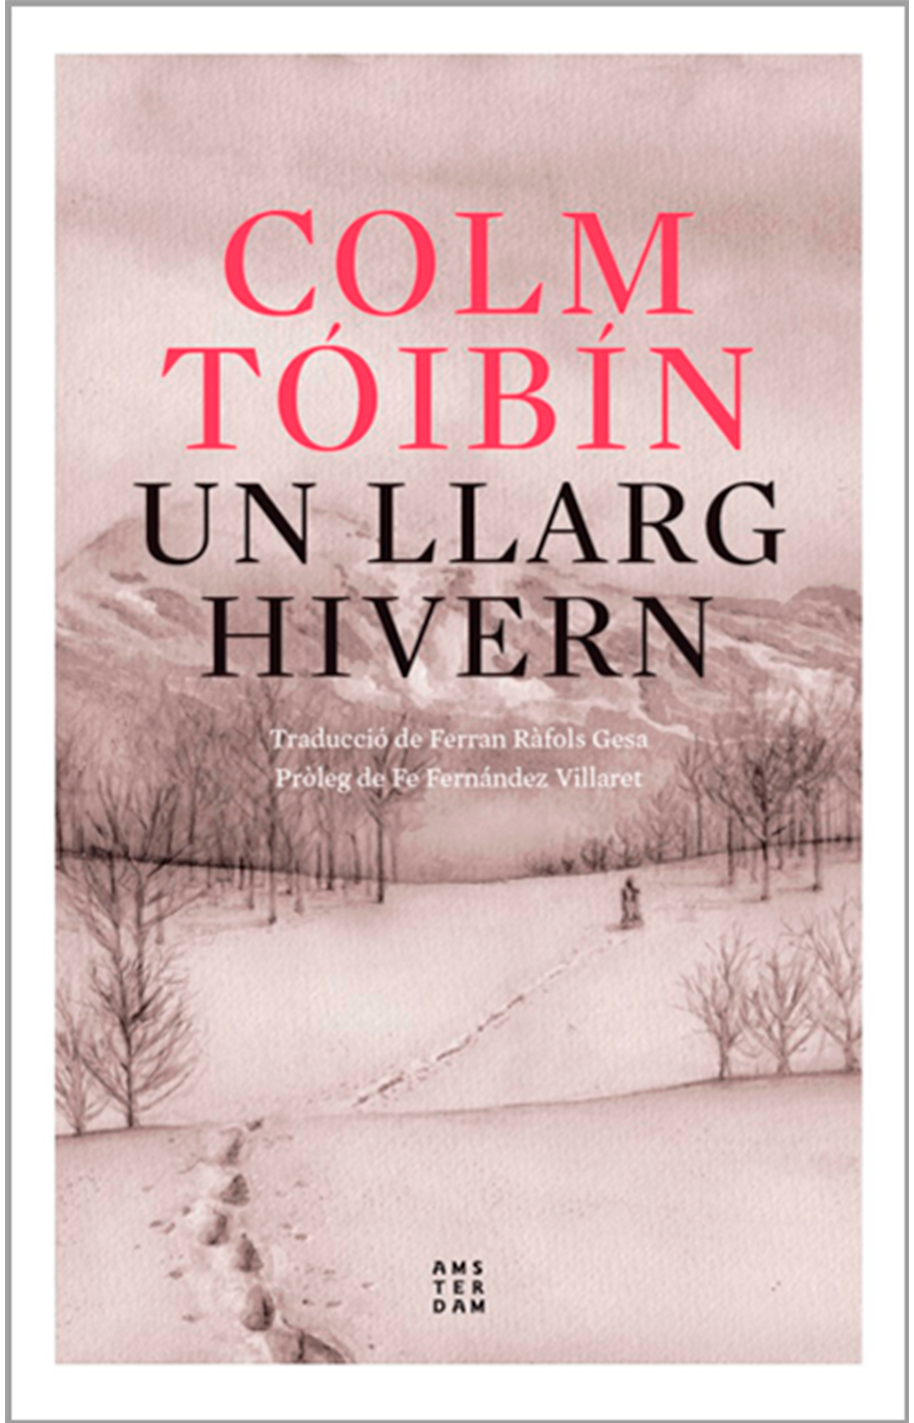 COLM
TÓIBÍN
UN LLARG
HIVERN
Traducció de Ferran Ràfols Gesa
Pròleg de Fe Fernández Villaret
AMS
TER
DAM